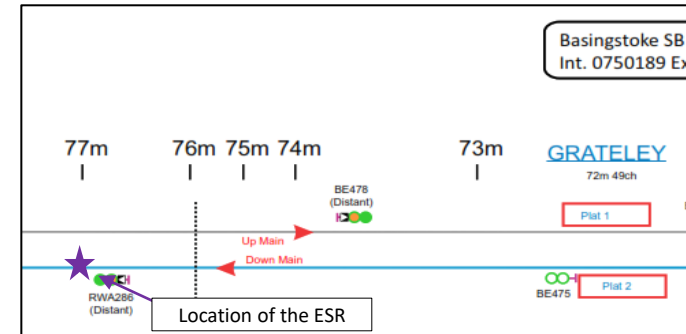 Basingstoke SB
Int. 0750189 Ex
77m 76m 75m 74m 73m
GRATELEY
72m 49ch
BE478
(Distant)
Plat 1
Up Main
Down Main
RWA286
(Distant)
BE475
Plat 2
Location of the ESR